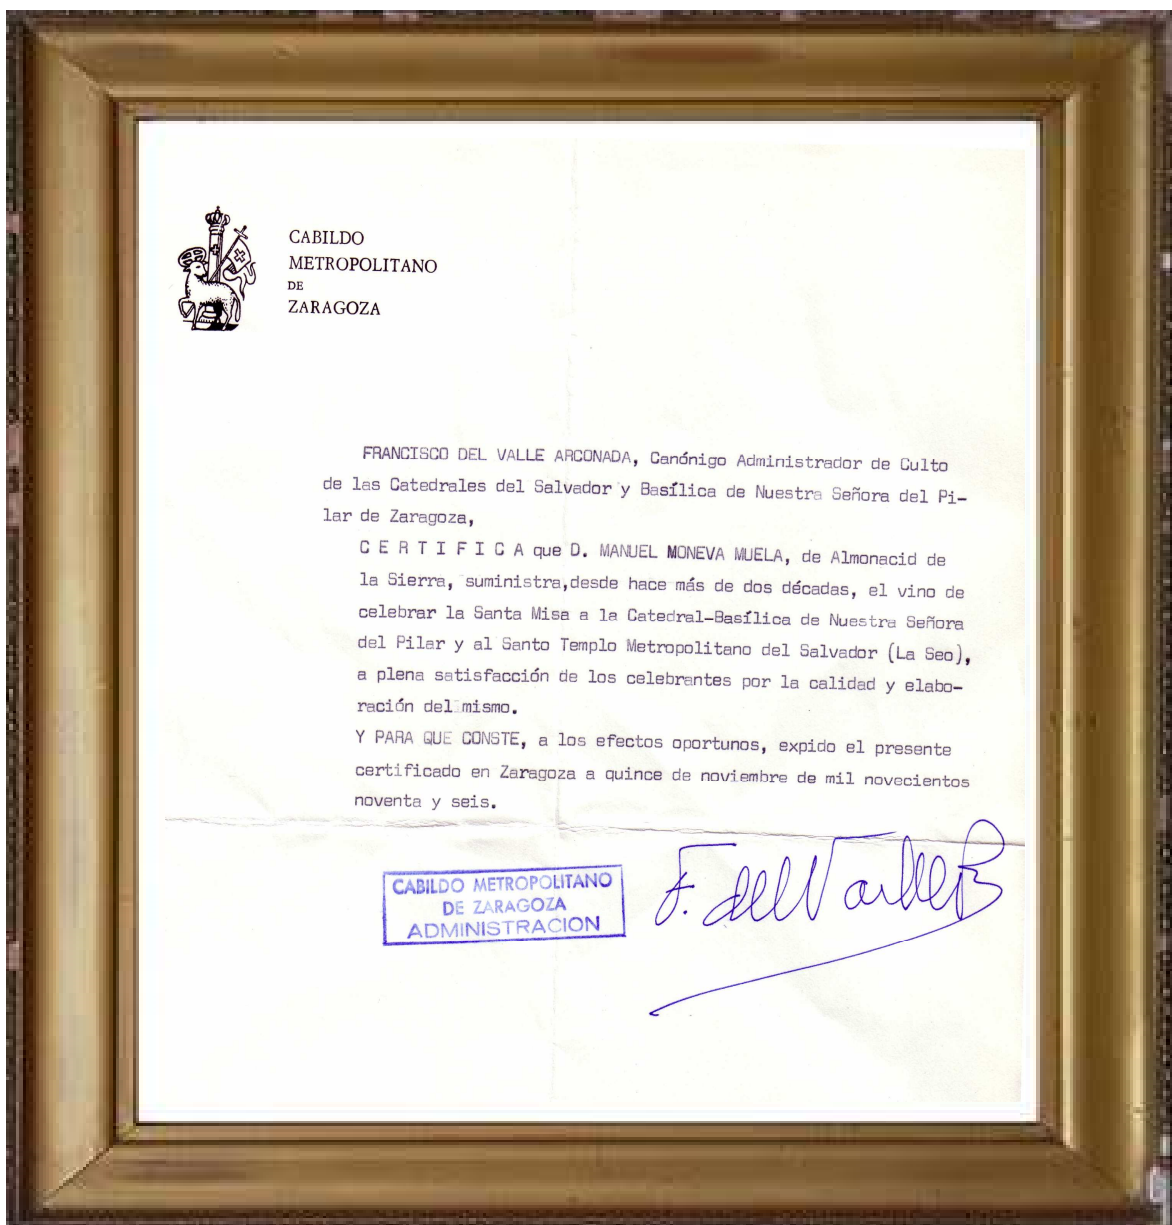 CABILDO
METROPOLITANO
DE
ZARAGOZA
FRANCISCO DEL VALLE ARCONADA, Canónigo Administrador de Culto
de las Catedrales del Salvador y Basílica de Nuestra Señora del Pi-
lar de Zaragoza,
C E R T I F I C A que D. MANUEL MONEVA MUELA, de Almonacid de
la Sierra, suministra,desde hace más de dos décadas, el vino de
celebrar la Santa Misa a la Catedral-Basílica de Nuestra Señora
del Pilar y al Santo Templo Metropolitano del Salvador (La Seo),
a plena satisfacción de los celebrantes por la calidad y elabo-
ración del mismo.
Y PARA QUE CONSTE, a los efectos oportunos, expido el presente
certificado en Zaragoza a quince de noviembre de mil novecientos
noventa y seis.
CABILDO METROPOLITANO
DE ZARAGOZA
ADMINISTRACION
F. del Valle